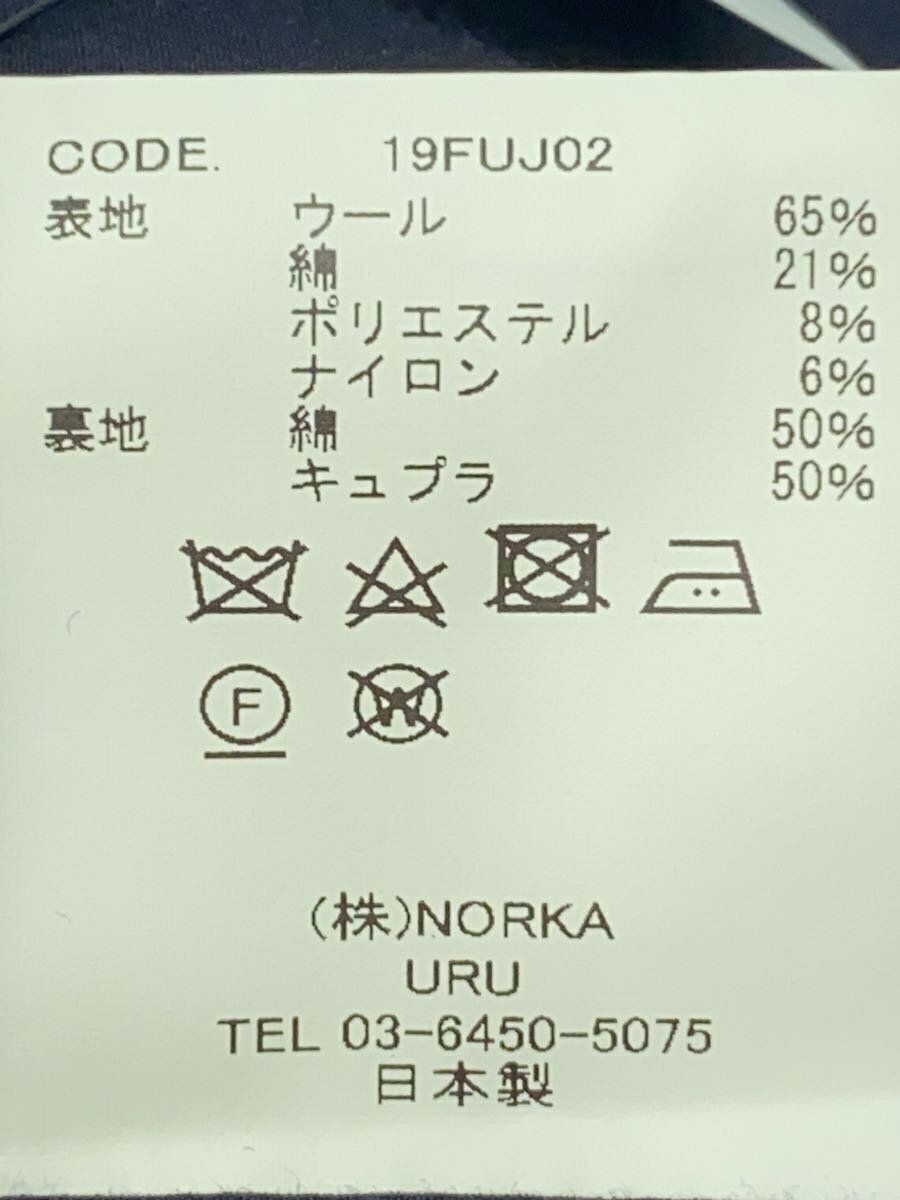 CODE. 19FUJ02
表地 ウール 65%
綿 21%
ポリエステル 8%
ナイロン 6%
裏地 綿 50%
キュプラ 50%
F W
(株)NORKA
URU
TEL 03-6450-5075
日本製